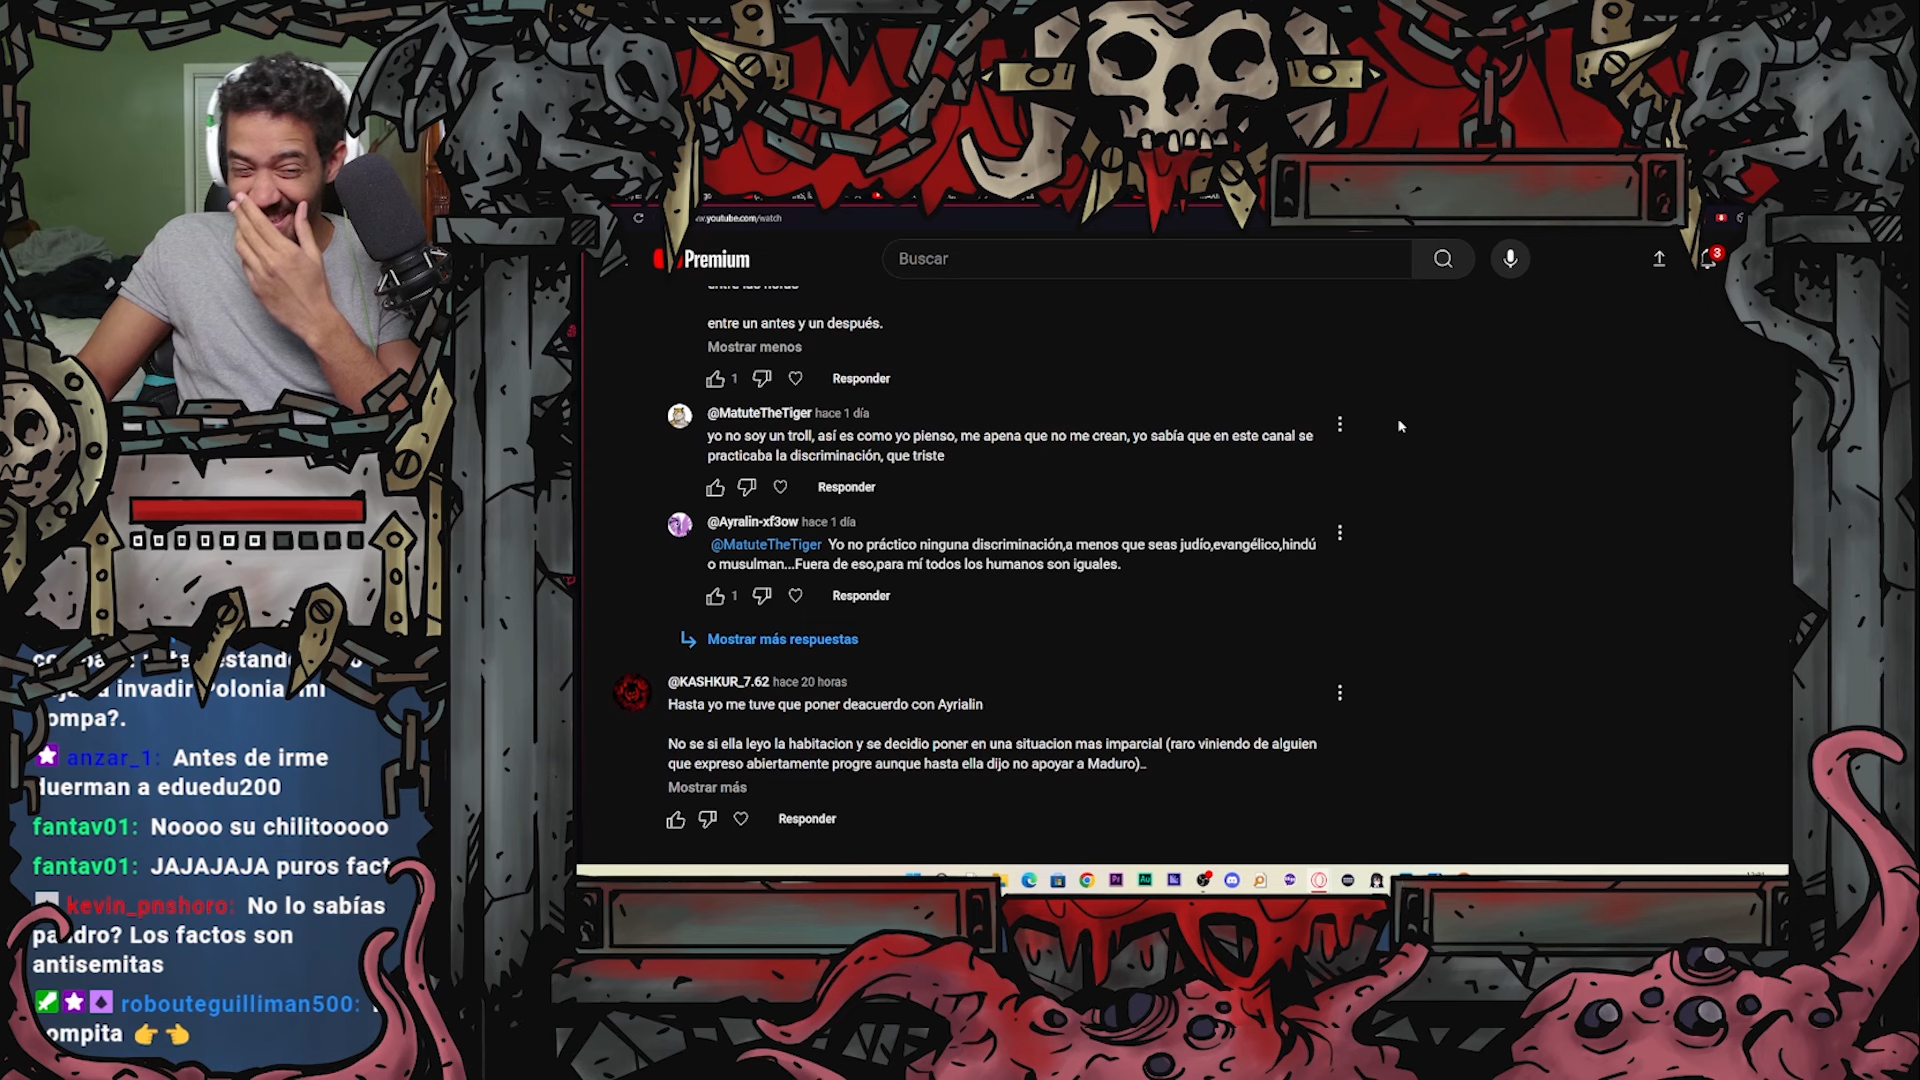 youtube.com/watch
Premium
Buscar
3
entre un antes y un después.
Mostrar menos
1
Responder
@MatuteTheTiger hace 1 día
yo no soy un troll, así es como yo pienso, me apena que no me crean, yo sabía que en este canal se
practicaba la discriminación, que triste
Responder
@Ayralin-xf3ow hace 1 día
@MatuteTheTiger Yo no práctico ninguna discriminación,a menos que seas judío,evangélico,hindú
o musulman...Fuera de eso,para mí todos los humanos son iguales.
1
Responder
Mostrar más respuestas
@KASHKUR_7.62 hace 20 horas
Hasta yo me tuve que poner deacuerdo con Ayrialin
No se si ella leyo la habitacion y se decidio poner en una situacion mas imparcial (raro viniendo de alguien
que expreso abiertamente progre aunque hasta ella dijo no apoyar a Maduro)..
Mostrar más
Responder
invadir Polonia mi
ompa?.
anzar_1: Antes de irme
duerman a eduedu200
fantav01: Noooo su chilitooooo
fantav01: JAJAJAJA puros fact
kevin_pnshoro: No lo sabías
padro? Los factos son
antisemitas
robouteguilliman500:
ompita 👉 👈